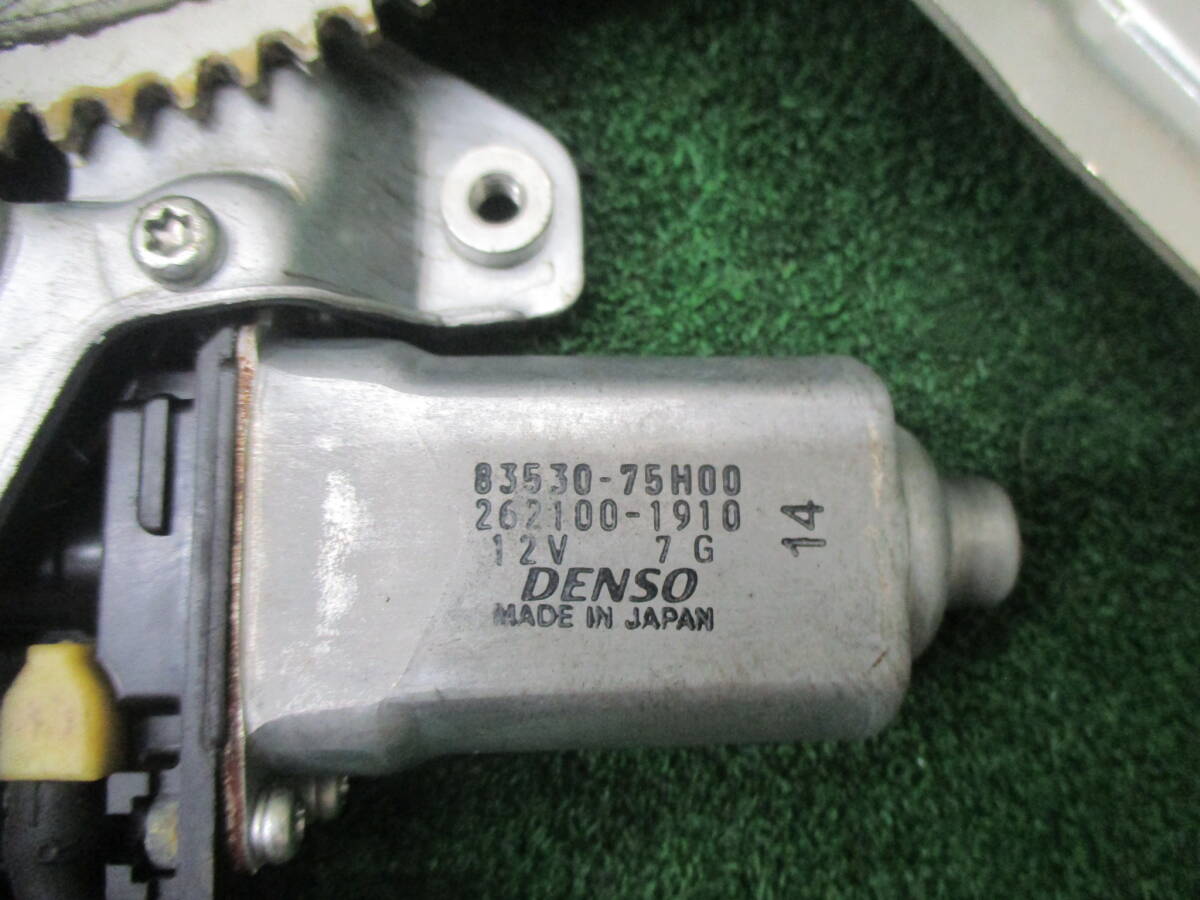 83530-75H00
262100-1910
12V 7G
DENSO
MADE IN JAPAN
14